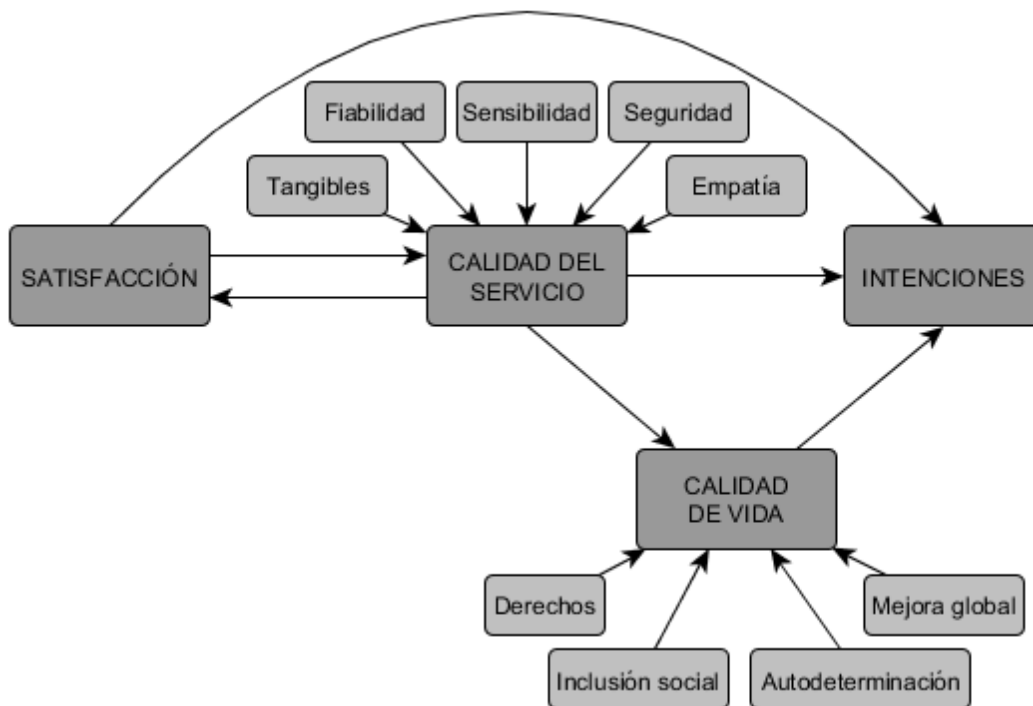 Fiabilidad
Sensibilidad
Seguridad
Tangibles
Empatía
SATISFACCIÓN
CALIDAD DEL
SERVICIO
INTENCIONES
CALIDAD
DE VIDA
Derechos
Mejora global
Inclusión social
Autodeterminación